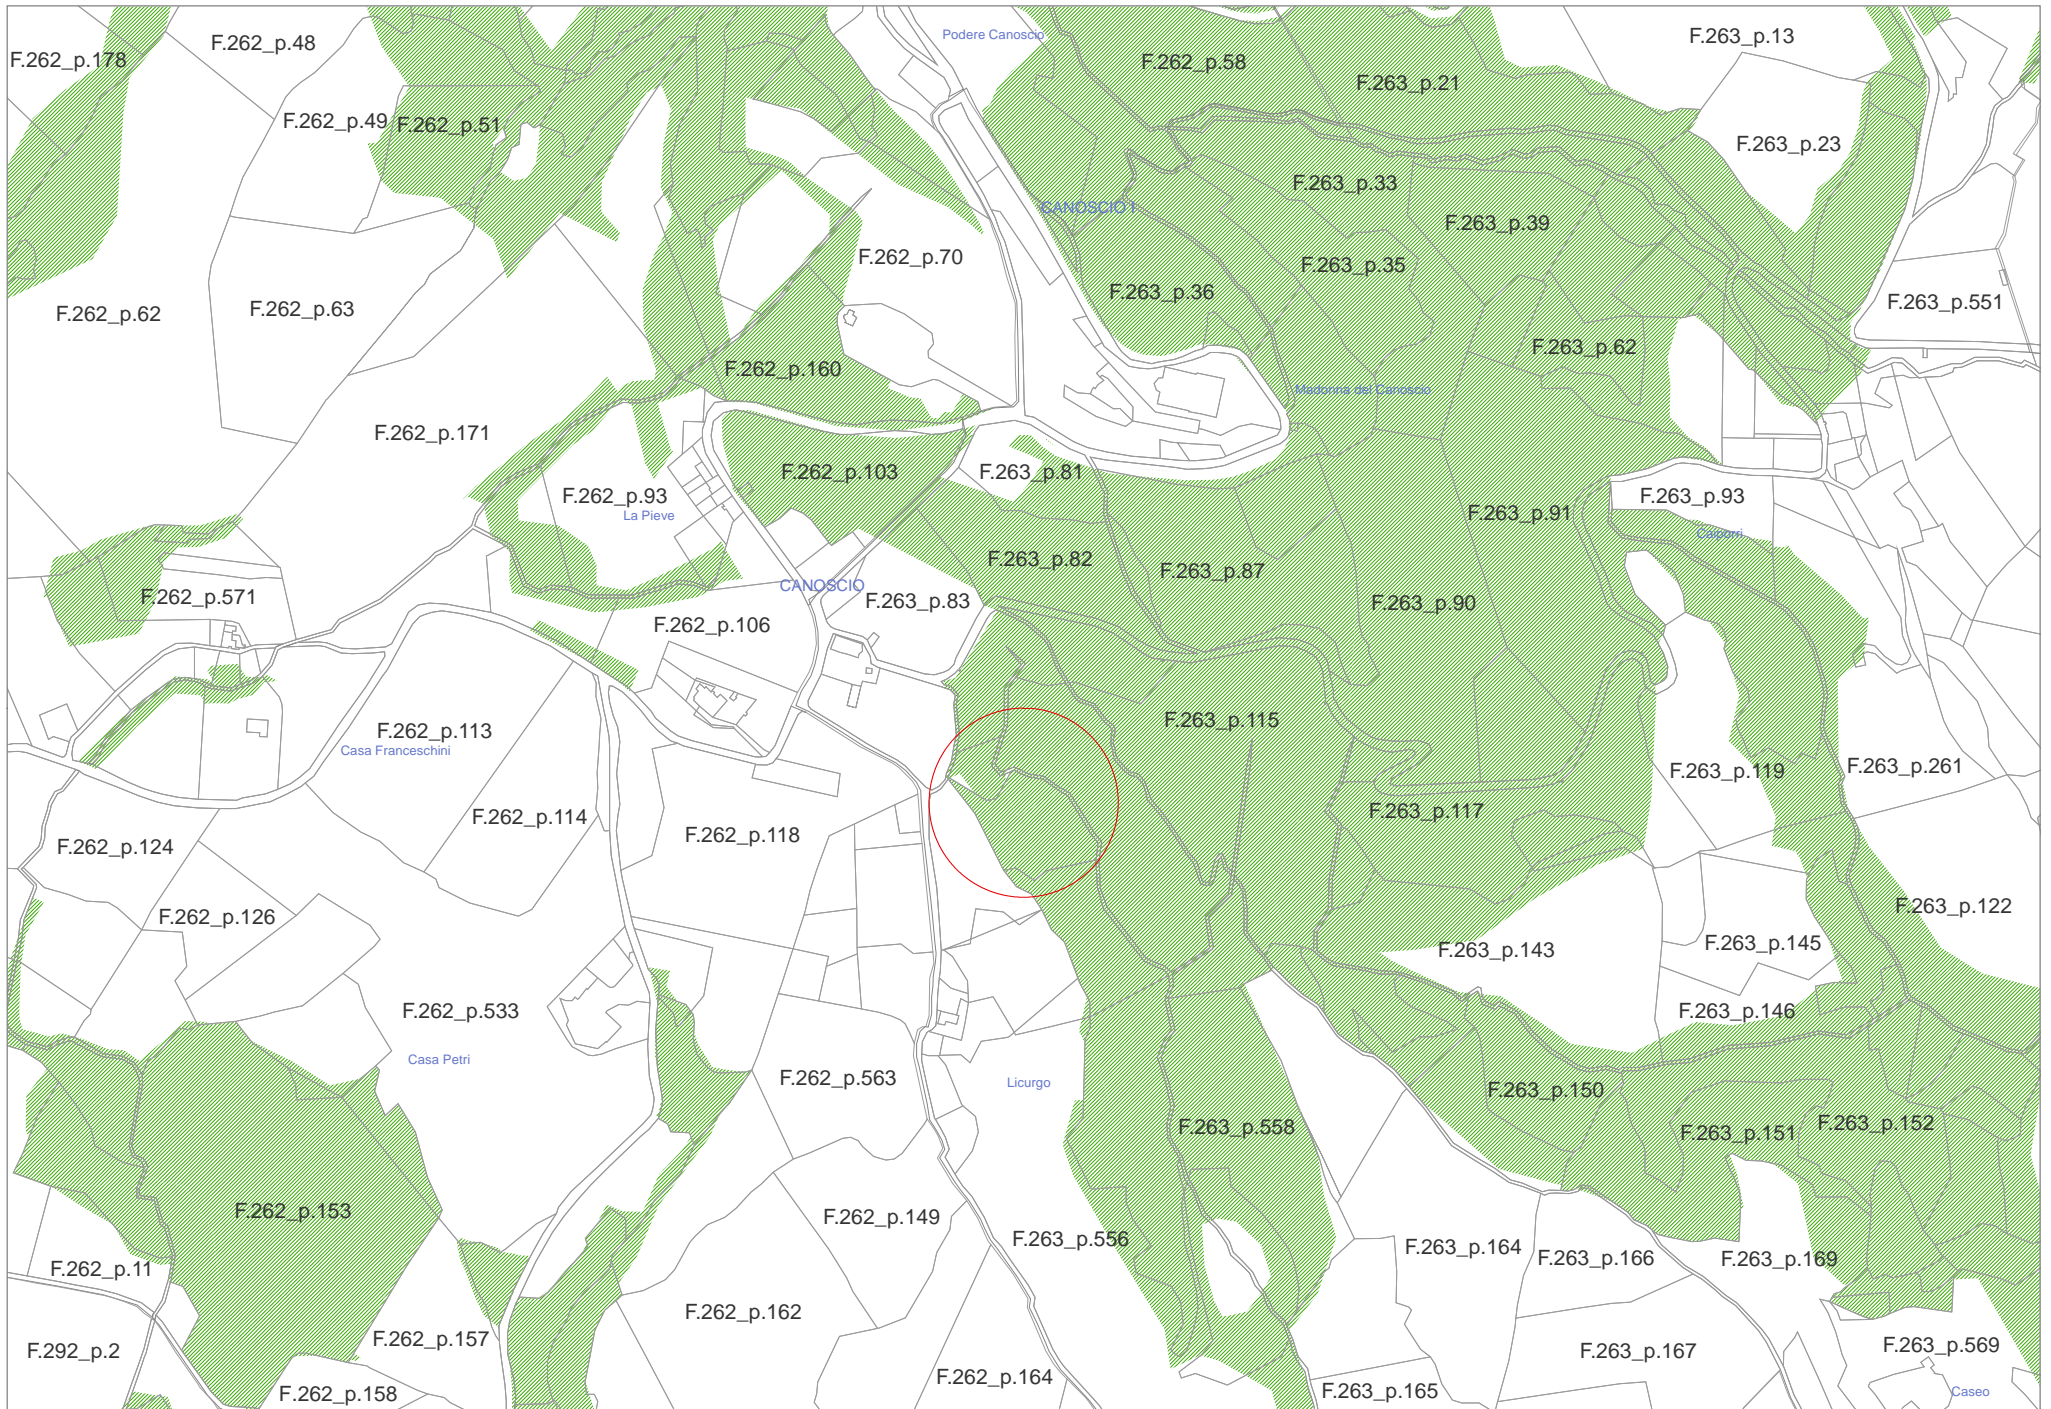 Podere Canoscio
F.263_p.13
F.262_p.48
F.262_p.178
F.262_p.58
F.263_p.21
F.262_p.49
F.262_p.51
F.263_p.23
F.263_p.33
CANOSCIO I
F.263_p.39
F.262_p.70
F.263_p.35
F.263_p.36
F.262_p.62
F.262_p.63
F.263_p.551
F.263_p.62
F.262_p.160
Madonna del Canoscio
F.262_p.171
F.262_p.103
F.263_p.81
F.262_p.93
La Pieve
F.263_p.91
F.263_p.93
Caiporri
F.263_p.82
F.263_p.87
CANOSCIO
F.262_p.571
F.263_p.83
F.263_p.90
F.262_p.106
F.263_p.115
F.262_p.113
Casa Franceschini
F.263_p.119
F.263_p.261
F.262_p.114
F.263_p.117
F.262_p.118
F.262_p.124
F.262_p.126
F.263_p.122
F.263_p.143
F.263_p.145
F.262_p.533
F.263_p.146
Casa Petri
F.262_p.563
Licurgo
F.263_p.150
F.263_p.558
F.263_p.151
F.263_p.152
F.262_p.153
F.262_p.149
F.263_p.556
F.263_p.164
F.263_p.166
F.263_p.169
F.262_p.11
F.262_p.162
F.262_p.157
F.292_p.2
F.263_p.167
F.263_p.569
F.262_p.164
F.262_p.158
F.263_p.165
Caseo